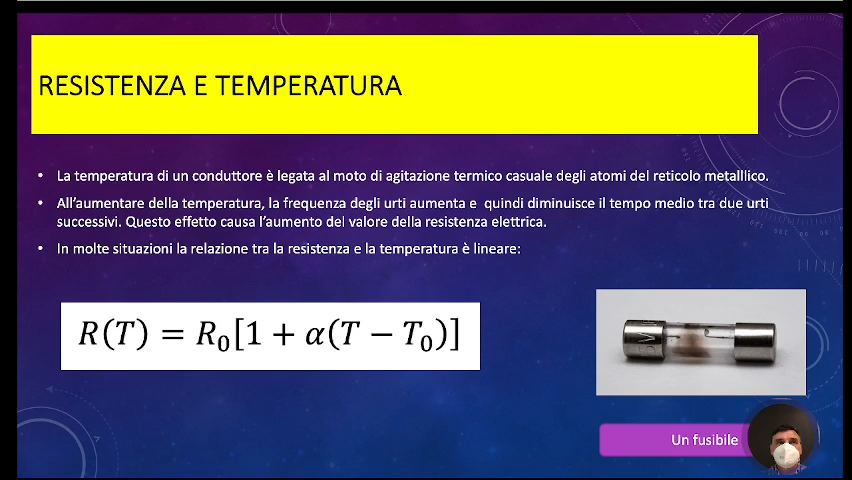 RESISTENZA E TEMPERATURA
• La temperatura di un conduttore è legata al moto di agitazione termico casuale degli atomi del reticolo metalllico.
• All'aumentare della temperatura, la frequenza degli urti aumenta e quindi diminuisce il tempo medio tra due urti
successivi. Questo effetto causa l'aumento del valore della resistenza elettrica.
• In molte situazioni la relazione tra la resistenza e la temperatura è lineare:
R(T) = R₀[1 + α(T − T₀)]
Un fusibile